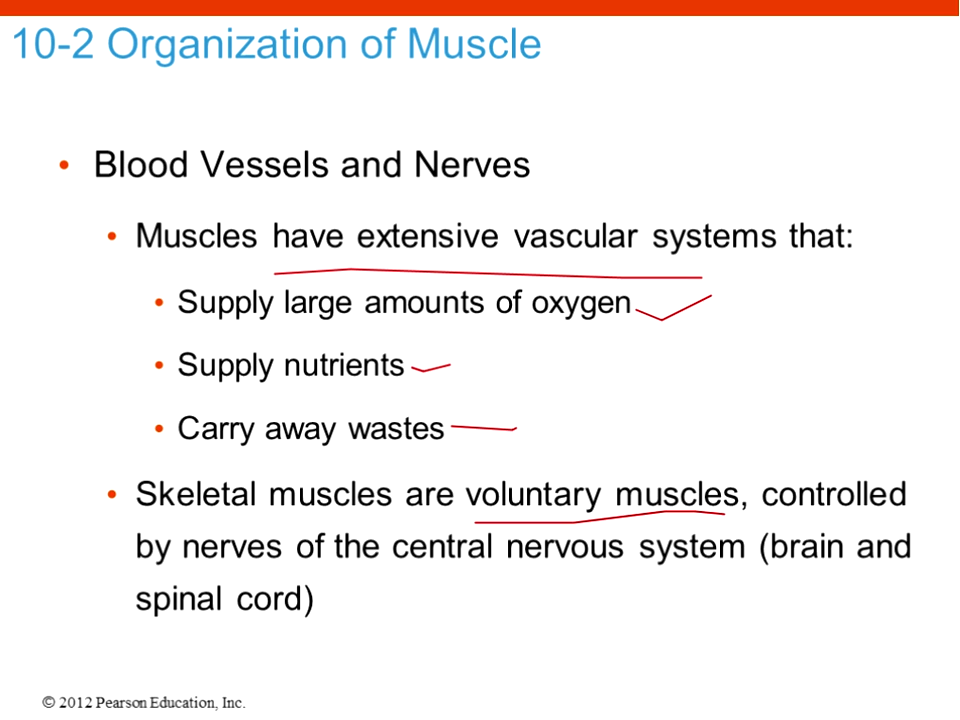 10-2 Organization of Muscle
• Blood Vessels and Nerves
• Muscles have extensive vascular systems that:
• Supply large amounts of oxygen
• Supply nutrients
• Carry away wastes
• Skeletal muscles are voluntary muscles, controlled
by nerves of the central nervous system (brain and
spinal cord)
© 2012 Pearson Education, Inc.